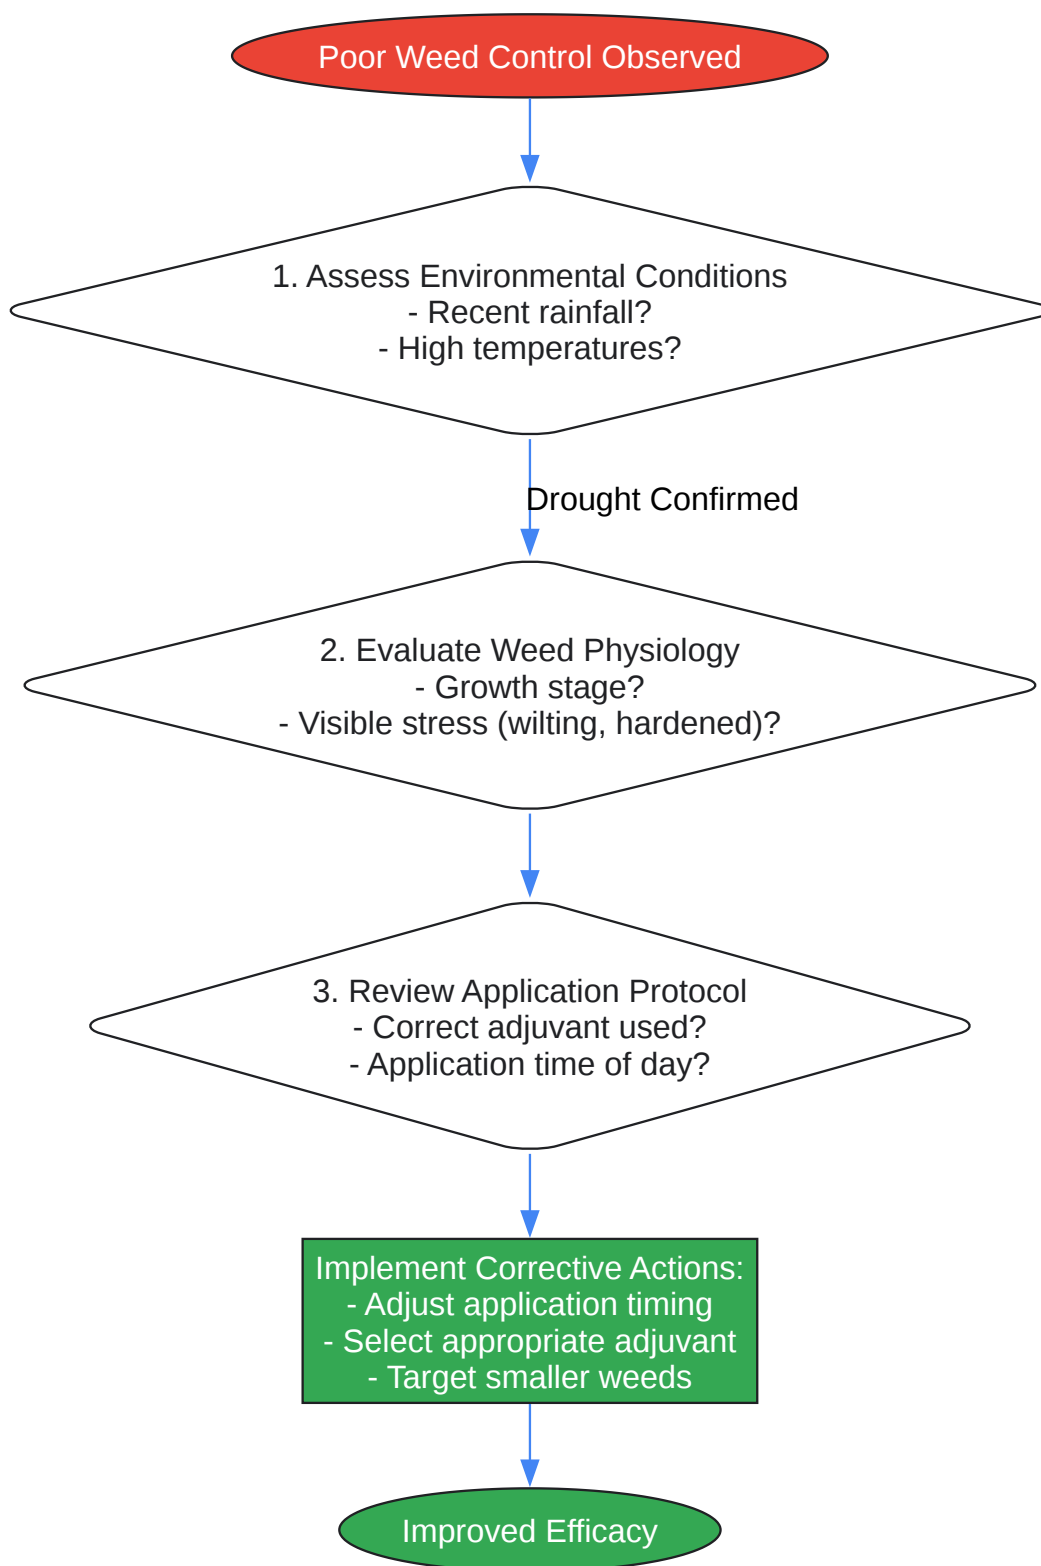 Poor Weed Control Observed
1. Assess Environmental Conditions
- Recent rainfall?
- High temperatures?
Drought Confirmed
2. Evaluate Weed Physiology
- Growth stage?
- Visible stress (wilting, hardened)?
3. Review Application Protocol
- Correct adjuvant used?
- Application time of day?
Implement Corrective Actions:
- Adjust application timing
- Select appropriate adjuvant
- Target smaller weeds
Improved Efficacy